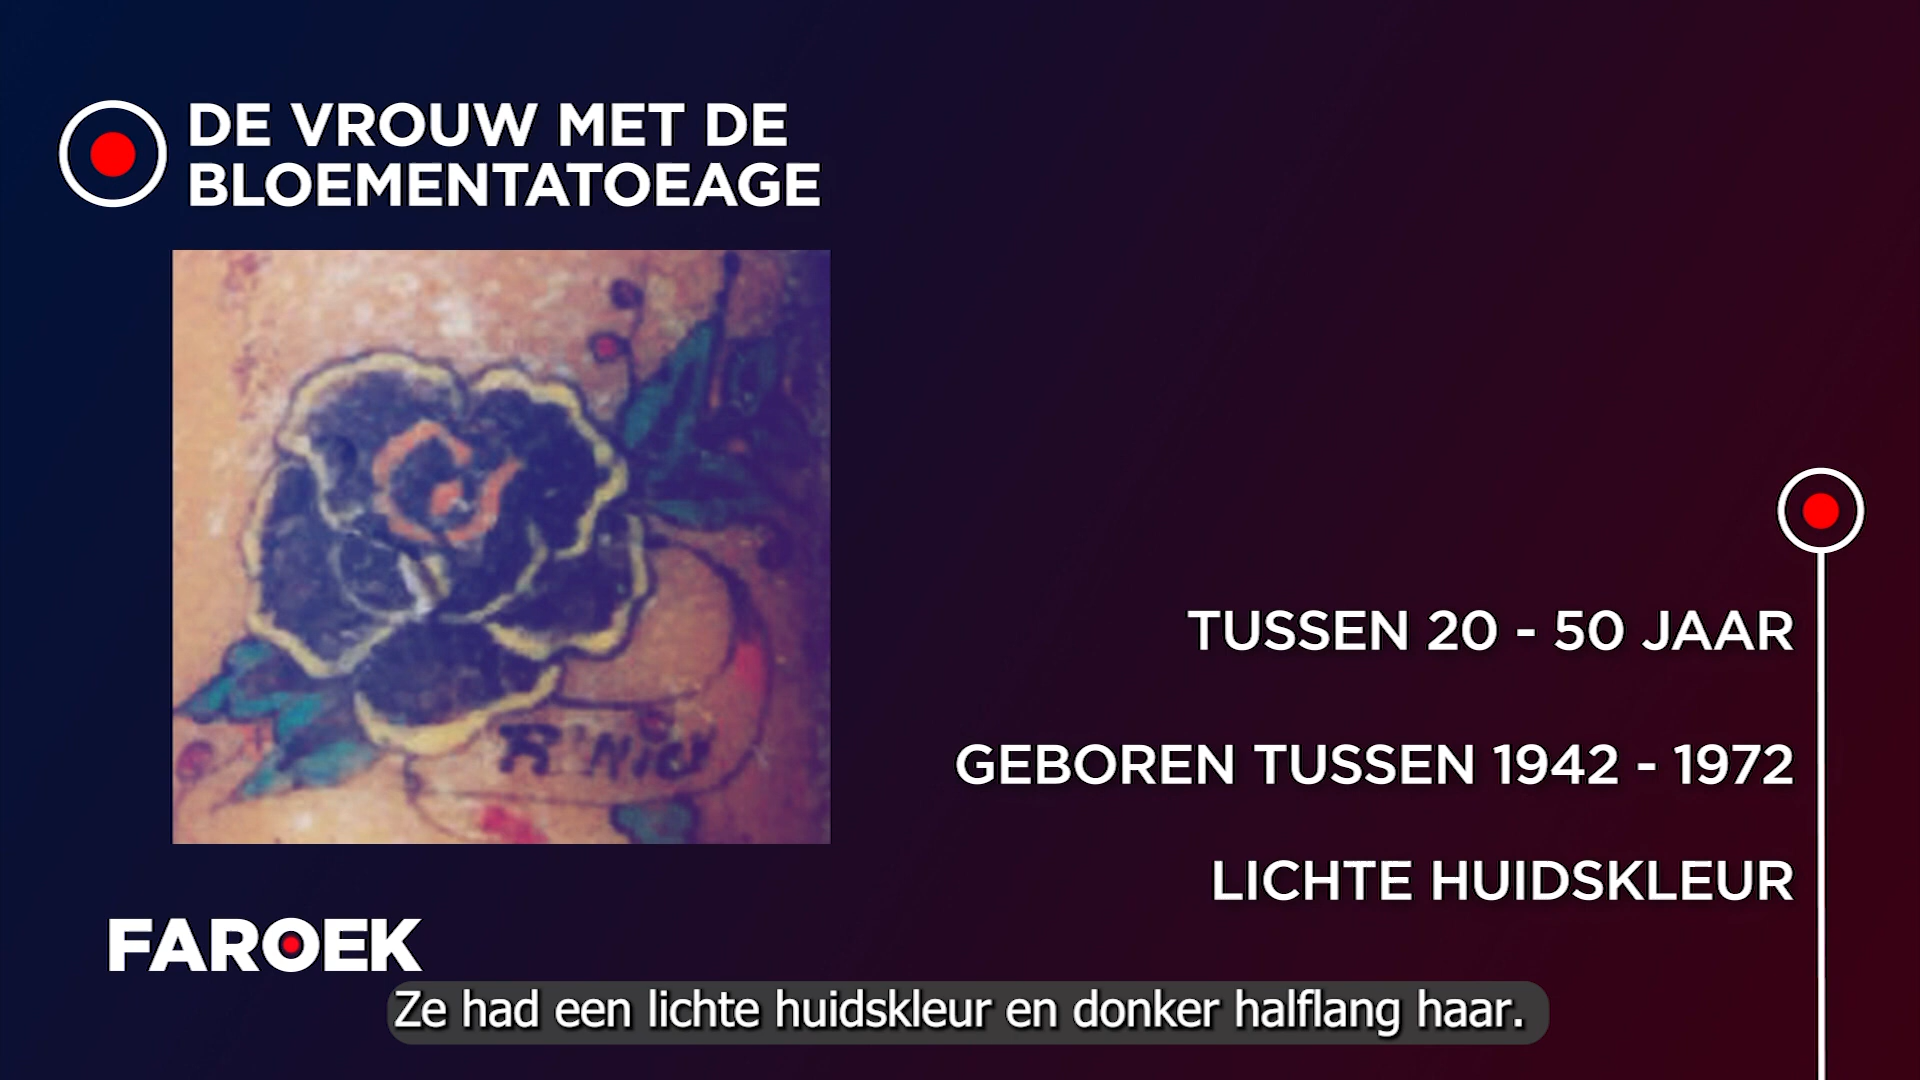 DE VROUW MET DE
BLOEMENTATOEAGE
R'NICK
TUSSEN 20 - 50 JAAR
GEBOREN TUSSEN 1942 - 1972
LICHTE HUIDSKLEUR
FAROEK
Ze had een lichte huidskleur en donker halflang haar.